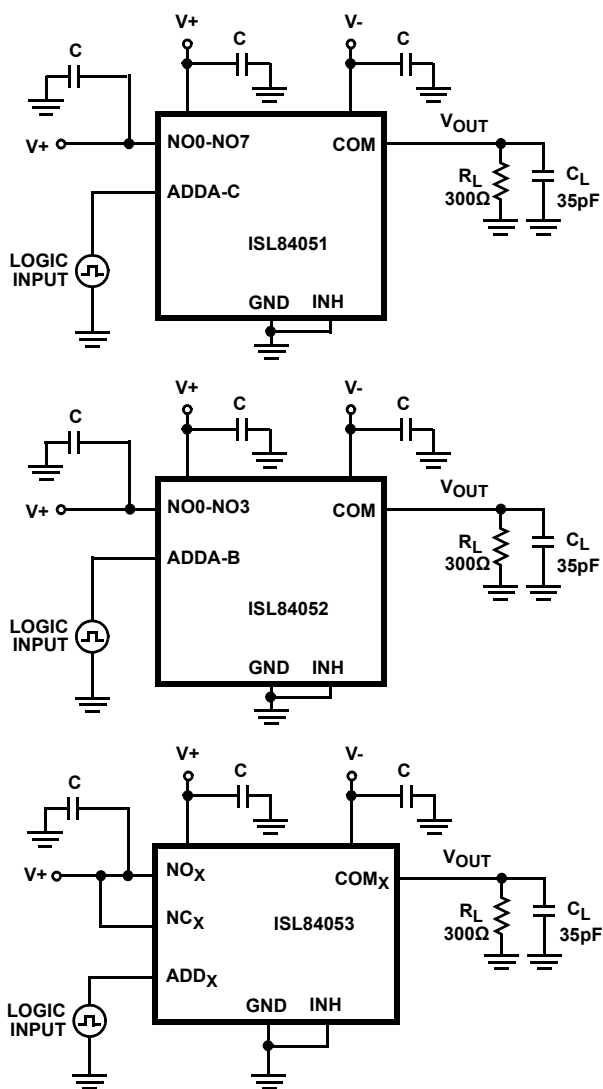 V+
V-
C
C
C
V+
NO0-NO7
COM
VOUT
ADDA-C
RL
300Ω
CL
35pF
ISL84051
LOGIC
INPUT
GND
INH
V+
V-
C
C
C
V+
NO0-NO3
COM
VOUT
ADDA-B
RL
300Ω
CL
35pF
ISL84052
LOGIC
INPUT
GND
INH
V+
V-
C
C
C
V+
NOX
COMX
VOUT
NCX
ISL84053
RL
300Ω
CL
35pF
ADDX
LOGIC
INPUT
GND
INH